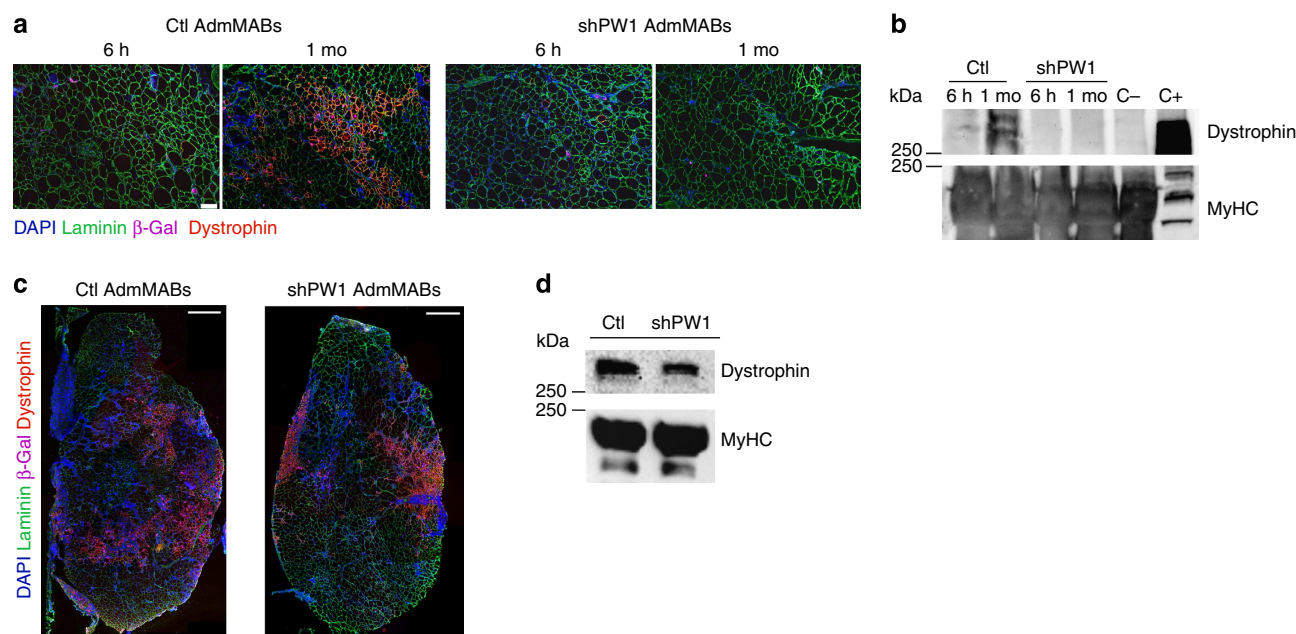 a
Ctl AdmMABs
shPW1 AdmMABs
6 h
1 mo
6 h
1 mo
DAPI Laminin β-Gal Dystrophin
b
Ctl
shPW1
kDa
6 h 1 mo 6 h 1 mo C– C+
Dystrophin
250
250
MyHC
c
Ctl AdmMABs
shPW1 AdmMABs
DAPI Laminin β-Gal Dystrophin
d
Ctl
shPW1
kDa
Dystrophin
250
250
MyHC